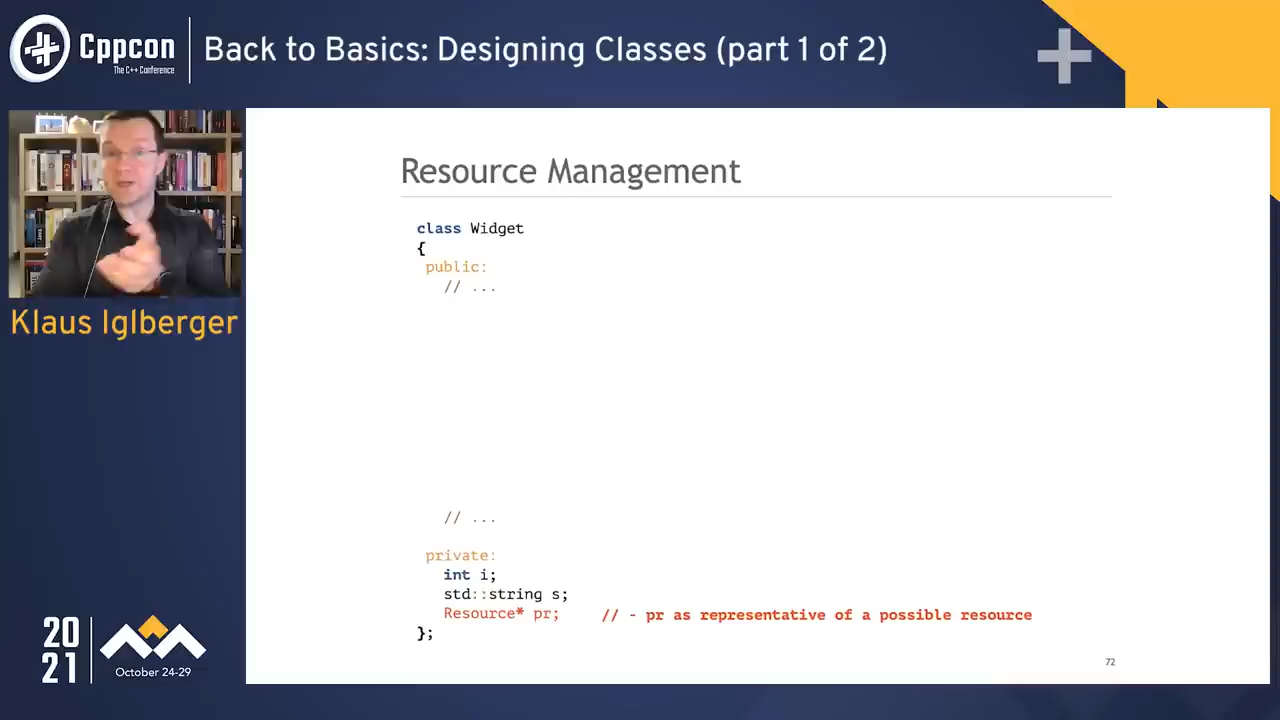 Cppcon
The C++ Conference
Back to Basics: Designing Classes (part 1 of 2)
Klaus Iglberger
Resource Management
class Widget
{
public:
// ...
// ...
private:
int i;
std::string s;
Resource* pr; // - pr as representative of a possible resource
};
72
20
21
October 24-29